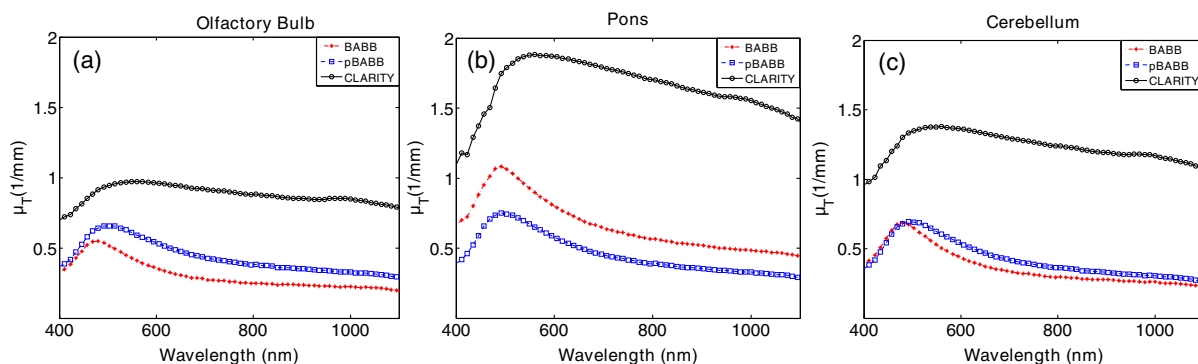 Olfactory Bulb
(a)
BABB
pBABB
CLARITY
2
1.5
1
0.5
μT(1/mm)
400
600
800
1000
Wavelength (nm)
Pons
(b)
BABB
pBABB
CLARITY
2
1.5
1
0.5
μT(1/mm)
400
600
800
1000
Wavelength (nm)
Cerebellum
(c)
BABB
pBABB
CLARITY
2
1.5
1
0.5
μT(1/mm)
400
600
800
1000
Wavelength (nm)